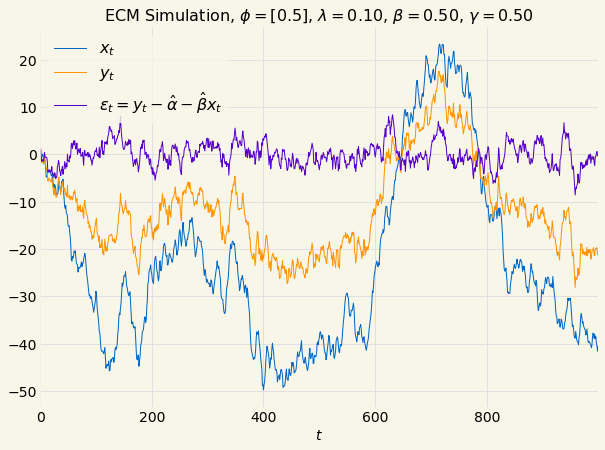 ECM Simulation, ϕ = [0.5], λ = 0.10, β = 0.50, γ = 0.50
x_t
y_t
ε_t = y_t − α̂ − β̂x_t
20
10
0
−10
−20
−30
−40
−50
0 200 400 600 800
t